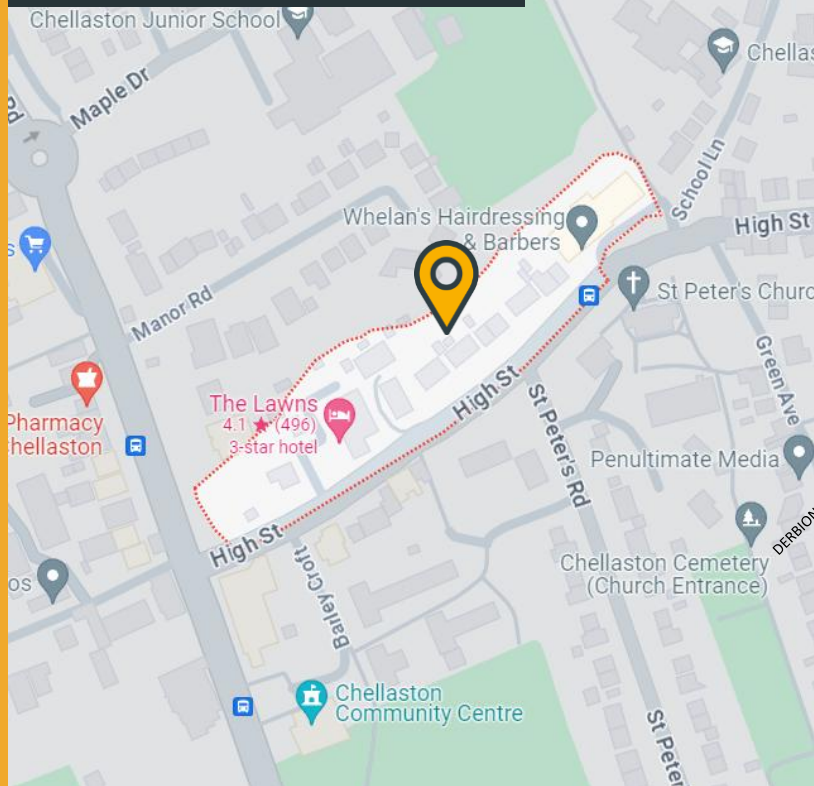 Chellaston Junior School
Maple Dr
Chellas
School Ln
Whelan's Hairdressing
& Barbers
High St
St Peter's Churc
Manor Rd
Green Ave
The Lawns
4.1 ★ (496)
3-star hotel
High St
Pharmacy
hellaston
St Peter's Rd
Penultimate Media
DERBION
High St
Bailey Croft
Chellaston Cemetery
(Church Entrance)
os
Chellaston
Community Centre
St Peter